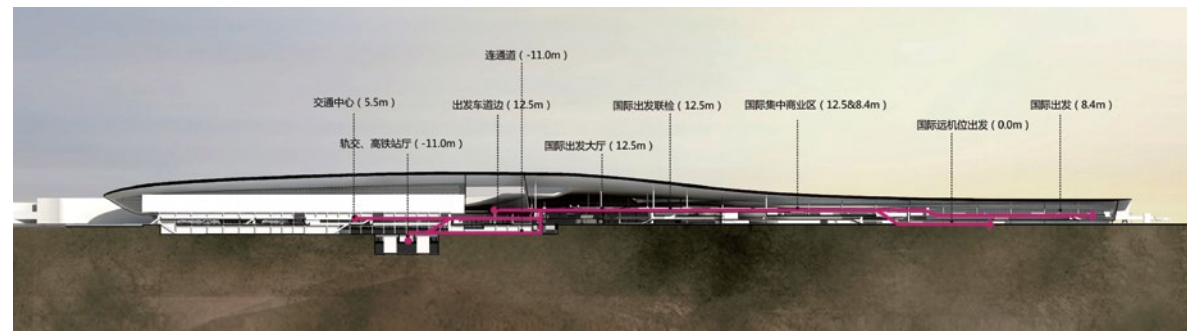 连通道（-11.0m）
交通中心（5.5m）
出发车道边（12.5m）
国际出发联检（12.5m）
国际集中商业区（12.5&8.4m）
国际出发（8.4m）
国际远机位出发（0.0m）
轨交、高铁站厅（-11.0m）
国际出发大厅（12.5m）